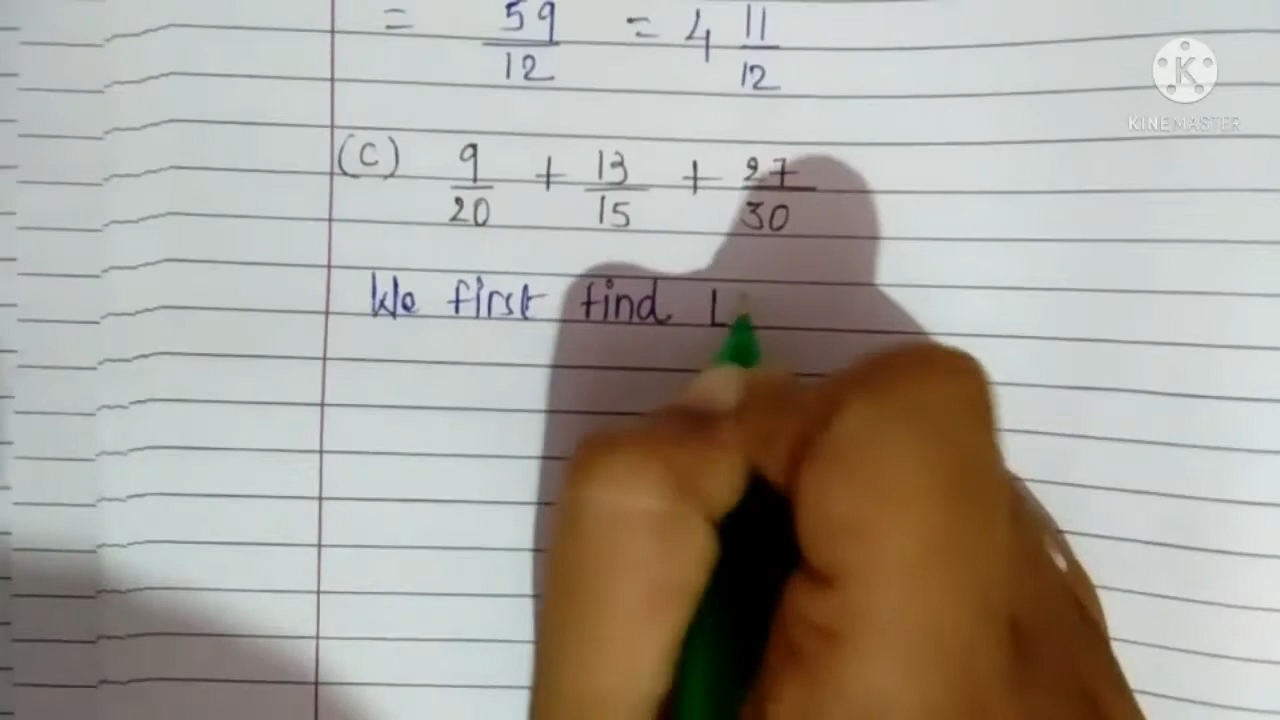 = 59/12 = 4 11/12
(C) 9/20 + 13/15 + 27/30
We first find L
K
KINEMASTER